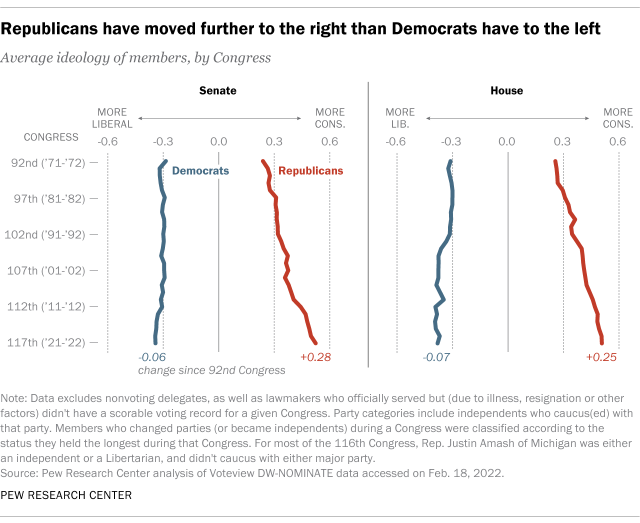 Republicans have moved further to the right than Democrats have to the left
Average ideology of members, by Congress
Senate
House
MORE LIBERAL
MORE CONS.
MORE LIB.
MORE CONS.
CONGRESS
-0.6 -0.3 0.0 0.3 0.6
-0.6 -0.3 0.0 0.3 0.6
92nd ('71-'72)
Democrats
Republicans
97th ('81-'82)
102nd ('91-'92)
107th ('01-'02)
112th ('11-'12)
117th ('21-'22)
-0.06
+0.28
-0.07
+0.25
change since 92nd Congress
Note: Data excludes nonvoting delegates, as well as lawmakers who officially served but (due to illness, resignation or other
factors) didn't have a scorable voting record for a given Congress. Party categories include independents who caucus(ed) with
that party. Members who changed parties (or became independents) during a Congress were classified according to the
status they held the longest during that Congress. For most of the 116th Congress, Rep. Justin Amash of Michigan was either
an independent or a Libertarian, and didn't caucus with either major party.
Source: Pew Research Center analysis of Voteview DW-NOMINATE data accessed on Feb. 18, 2022.
PEW RESEARCH CENTER